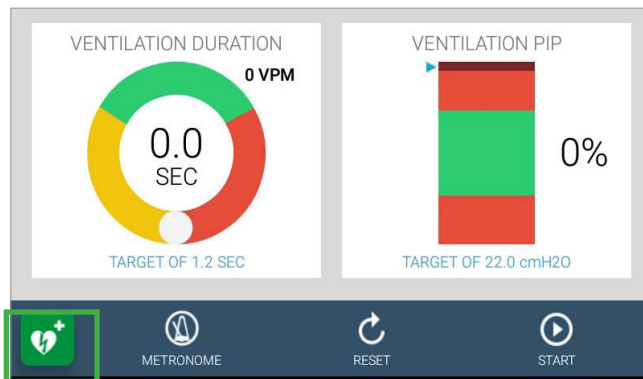 VENTILATION DURATION
0 VPM
0.0
SEC
TARGET OF 1.2 SEC
VENTILATION PIP
0%
TARGET OF 22.0 cmH2O
METRONOME
RESET
START